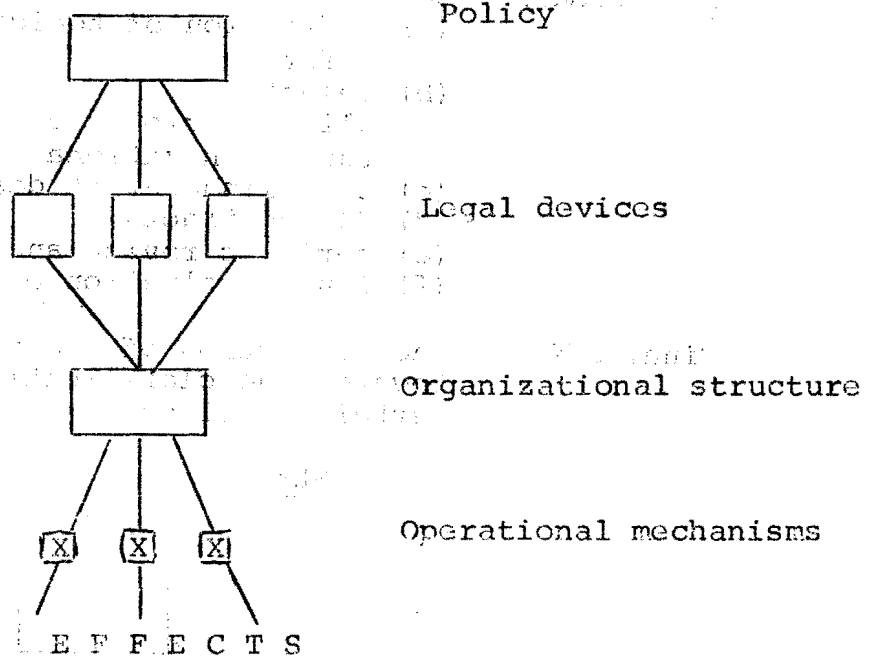 Policy
Legal devices
Organizational structure
X X X Operational mechanisms
E F F E C T S